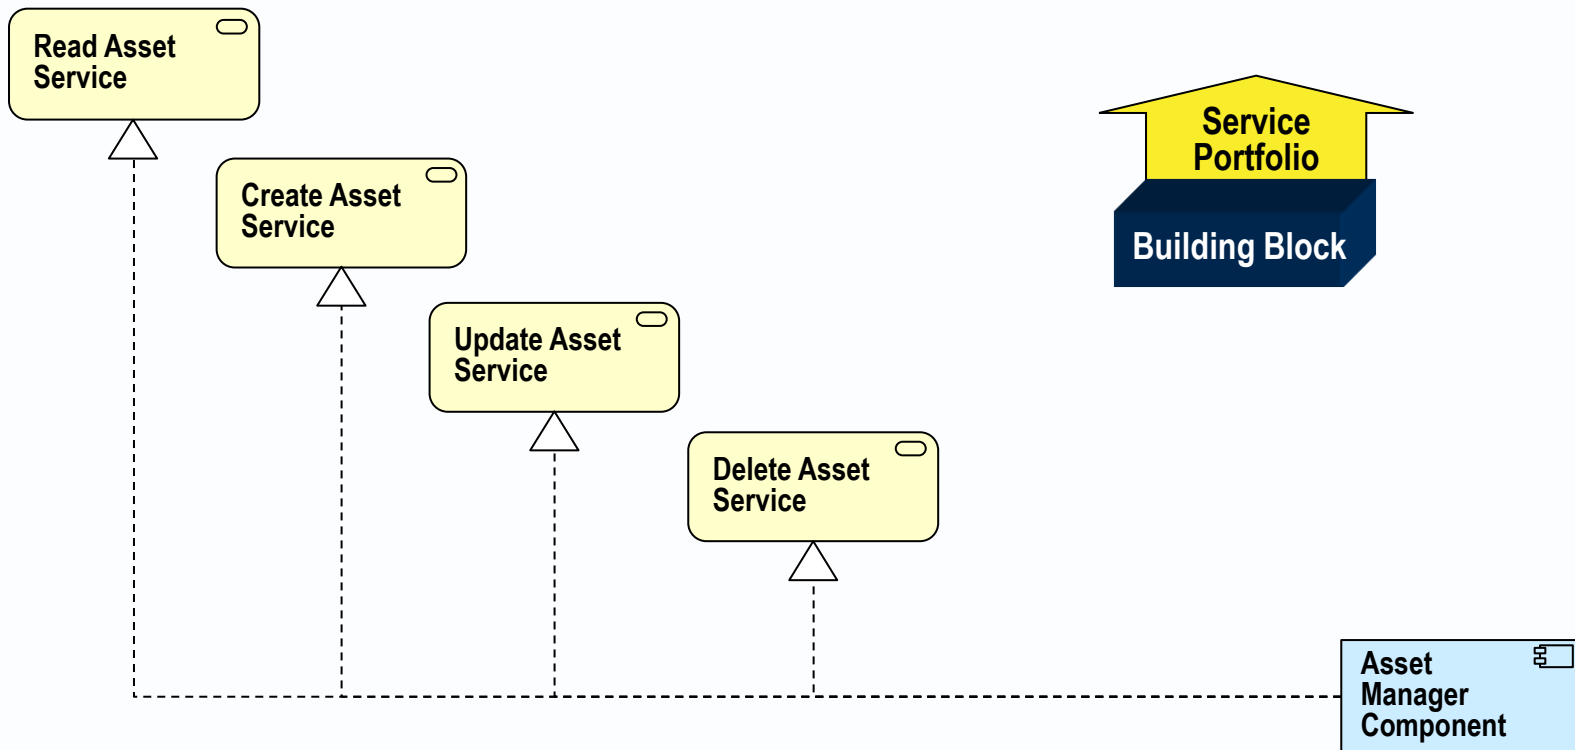 Read Asset
Service
Create Asset
Service
Update Asset
Service
Delete Asset
Service
Service
Portfolio
Building Block
Asset
Manager
Component